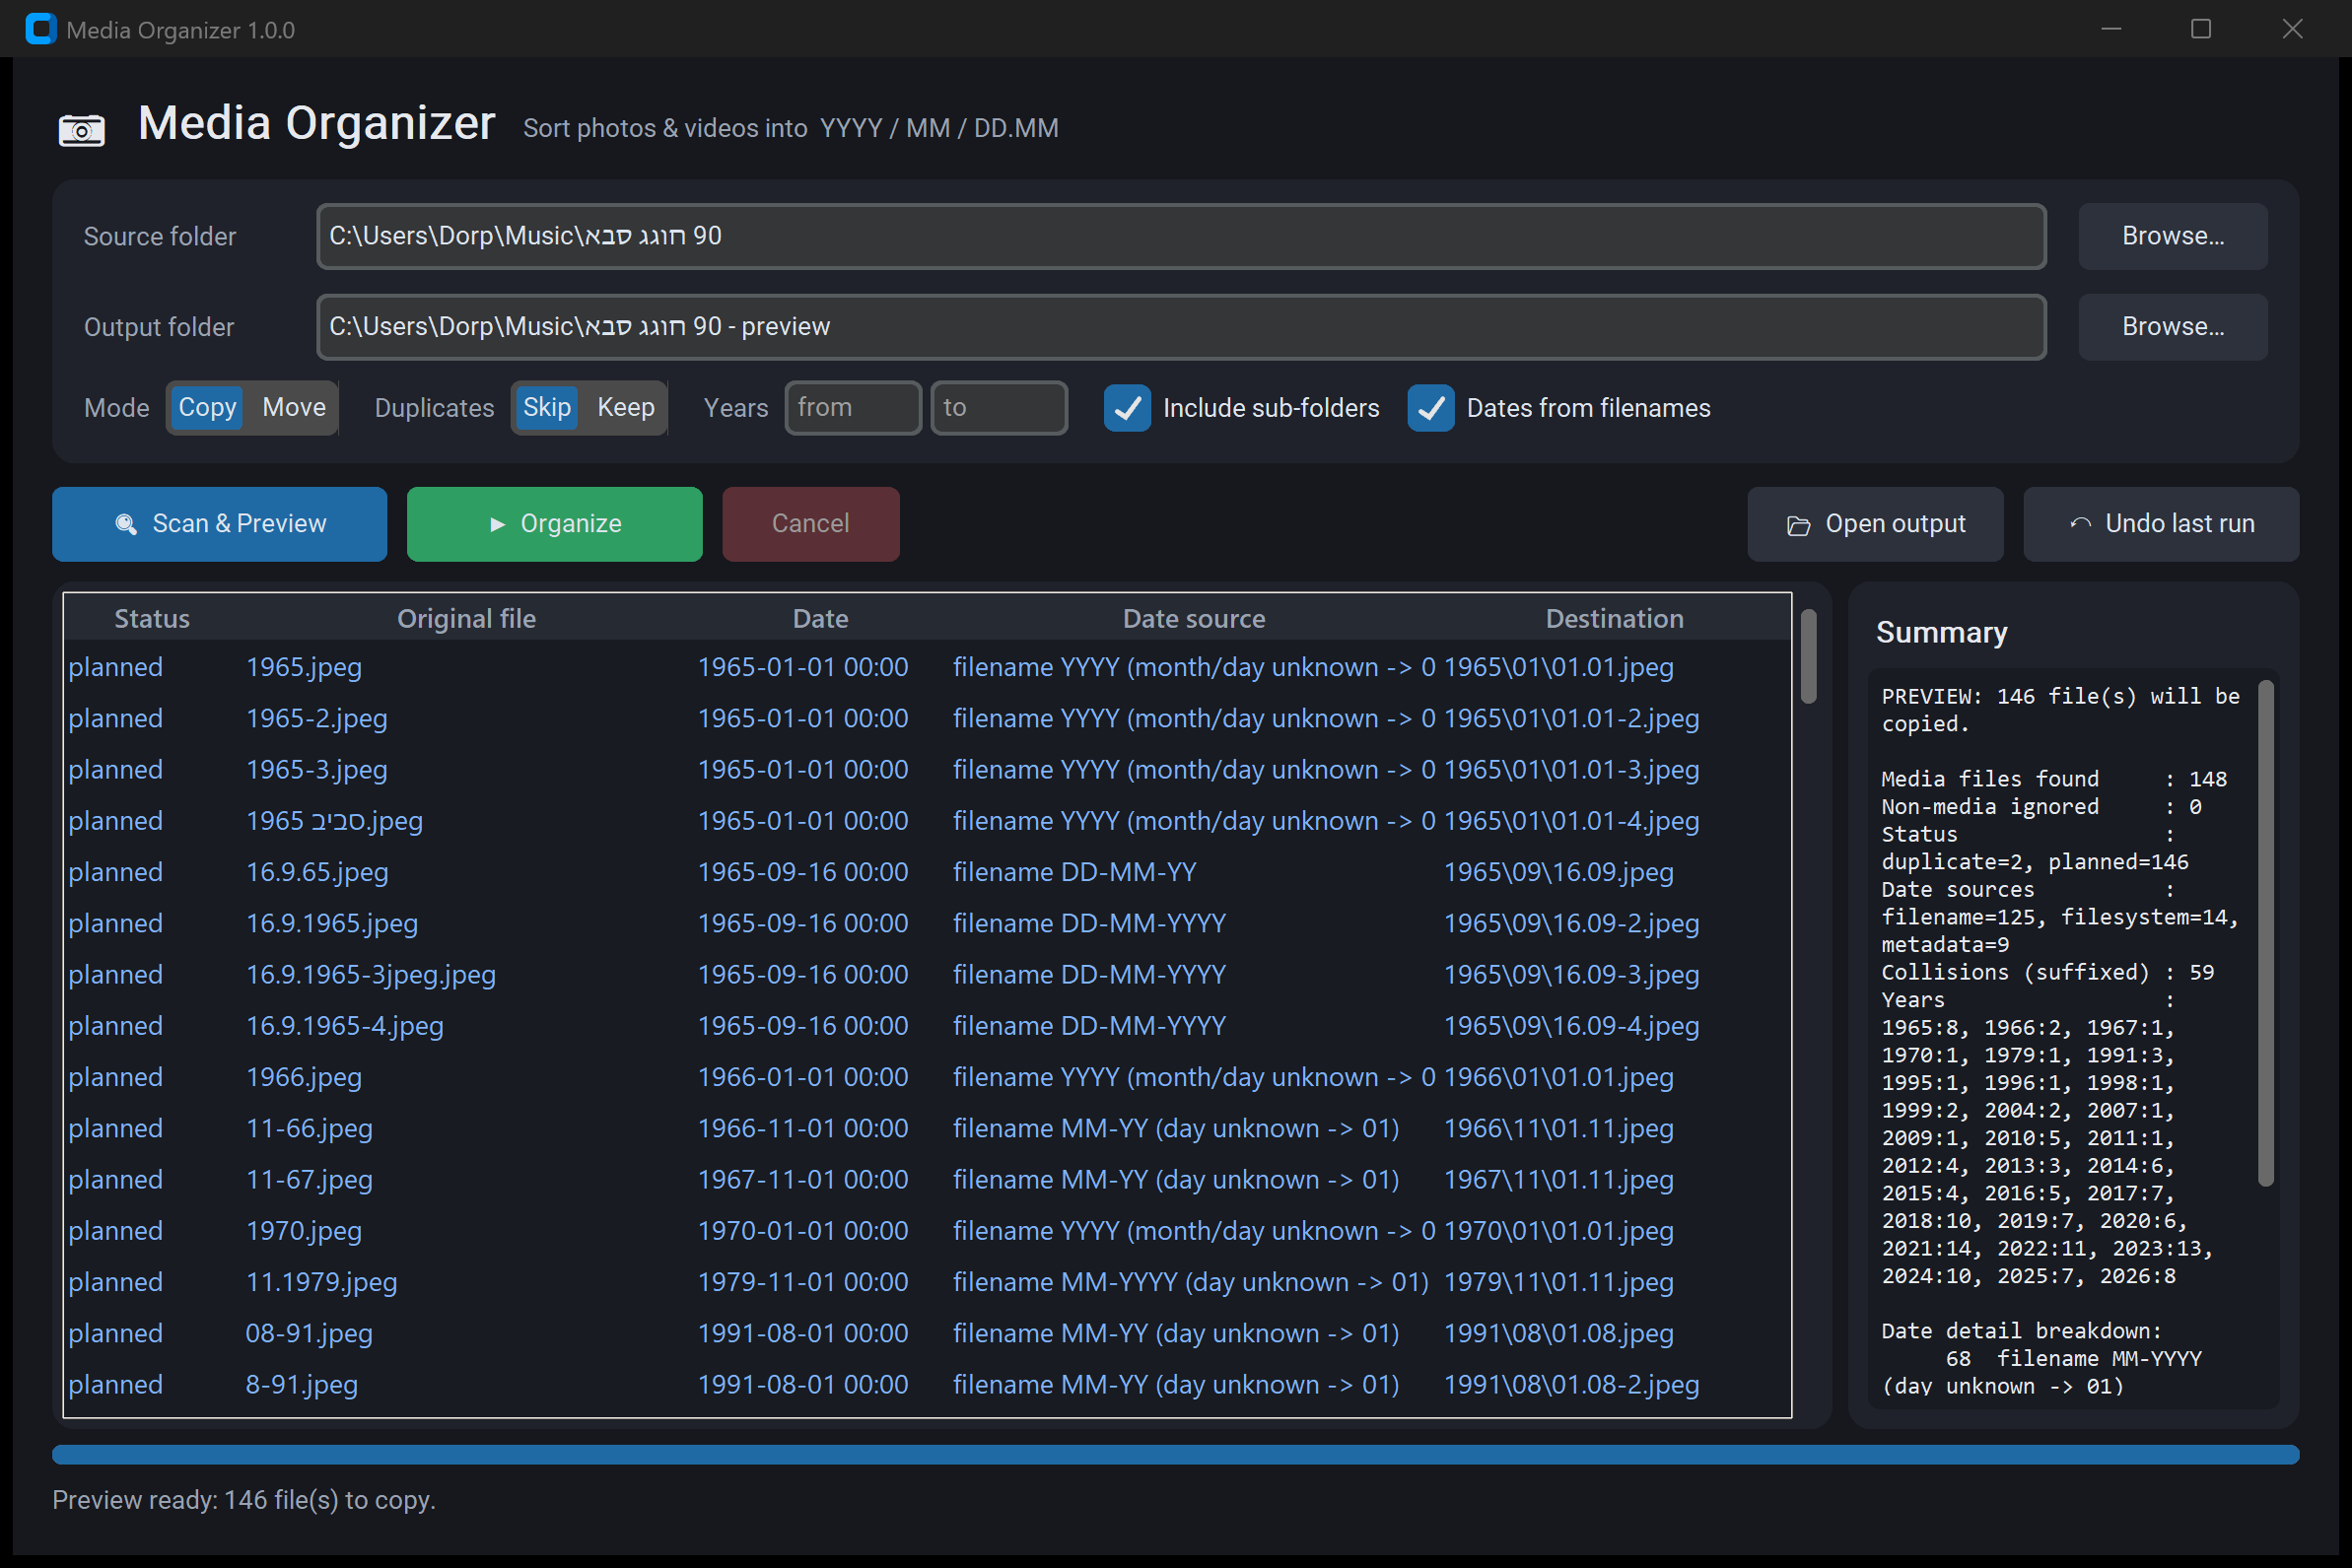 Media Organizer 1.0.0
Media Organizer Sort photos & videos into YYYY / MM / DD.MM
Source folder C:\Users\Dorp\Music\חוגג סבא 90 Browse...
Output folder C:\Users\Dorp\Music\חוגג סבא 90 - preview Browse...
Mode Copy Move Duplicates Skip Keep Years from to Include sub-folders Dates from filenames
Scan & Preview Organize Cancel Open output Undo last run
Status Original file Date Date source Destination
planned 1965.jpeg 1965-01-01 00:00 filename YYYY (month/day unknown -> 0 1965\01\01.01.jpeg
planned 1965-2.jpeg 1965-01-01 00:00 filename YYYY (month/day unknown -> 0 1965\01\01.01-2.jpeg
planned 1965-3.jpeg 1965-01-01 00:00 filename YYYY (month/day unknown -> 0 1965\01\01.01-3.jpeg
planned 1965 סביב.jpeg 1965-01-01 00:00 filename YYYY (month/day unknown -> 0 1965\01\01.01-4.jpeg
planned 16.9.65.jpeg 1965-09-16 00:00 filename DD-MM-YY 1965\09\16.09.jpeg
planned 16.9.1965.jpeg 1965-09-16 00:00 filename DD-MM-YYYY 1965\09\16.09-2.jpeg
planned 16.9.1965-3jpeg.jpeg 1965-09-16 00:00 filename DD-MM-YYYY 1965\09\16.09-3.jpeg
planned 16.9.1965-4.jpeg 1965-09-16 00:00 filename DD-MM-YYYY 1965\09\16.09-4.jpeg
planned 1966.jpeg 1966-01-01 00:00 filename YYYY (month/day unknown -> 0 1966\01\01.01.jpeg
planned 11-66.jpeg 1966-11-01 00:00 filename MM-YY (day unknown -> 01) 1966\11\01.11.jpeg
planned 11-67.jpeg 1967-11-01 00:00 filename MM-YY (day unknown -> 01) 1967\11\01.11.jpeg
planned 1970.jpeg 1970-01-01 00:00 filename YYYY (month/day unknown -> 0 1970\01\01.01.jpeg
planned 11.1979.jpeg 1979-11-01 00:00 filename MM-YYYY (day unknown -> 01) 1979\11\01.11.jpeg
planned 08-91.jpeg 1991-08-01 00:00 filename MM-YY (day unknown -> 01) 1991\08\01.08.jpeg
planned 8-91.jpeg 1991-08-01 00:00 filename MM-YY (day unknown -> 01) 1991\08\01.08-2.jpeg
Summary
PREVIEW: 146 file(s) will be
copied.
Media files found : 148
Non-media ignored : 0
Status :
duplicate=2, planned=146
Date sources :
filename=125, filesystem=14,
metadata=9
Collisions (suffixed) : 59
Years :
1965:8, 1966:2, 1967:1,
1970:1, 1979:1, 1991:3,
1995:1, 1996:1, 1998:1,
1999:2, 2004:2, 2007:1,
2009:1, 2010:5, 2011:1,
2012:4, 2013:3, 2014:6,
2015:4, 2016:5, 2017:7,
2018:10, 2019:7, 2020:6,
2021:14, 2022:11, 2023:13,
2024:10, 2025:7, 2026:8
Date detail breakdown:
68 filename MM-YYYY
(day unknown -> 01)
Preview ready: 146 file(s) to copy.